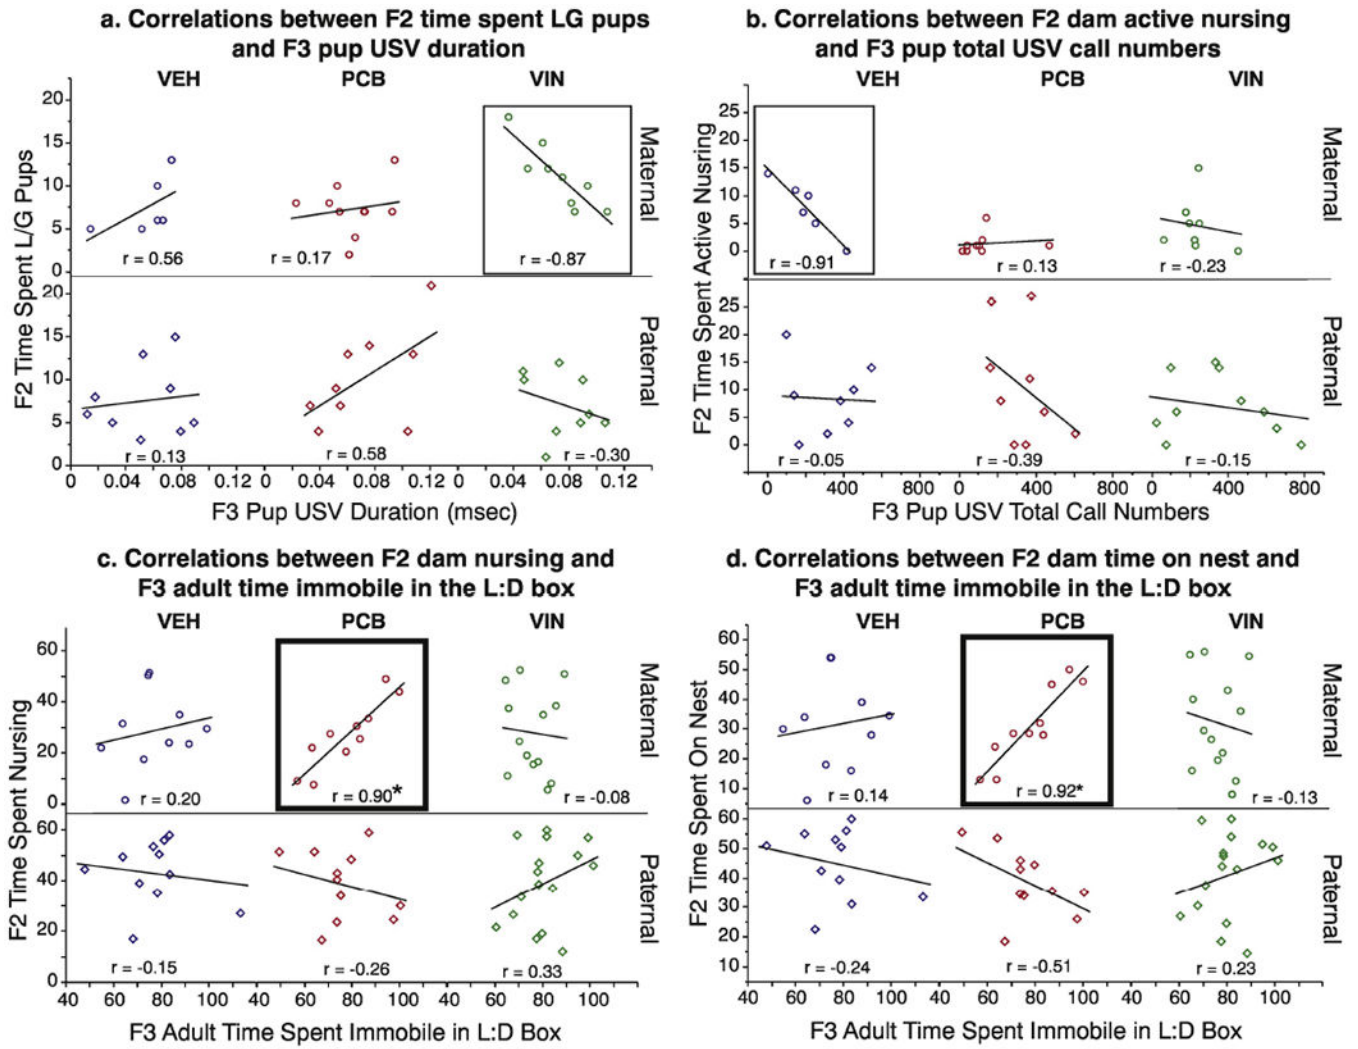 a. Correlations between F2 time spent LG pups
and F3 pup USV duration
VEH PCB VIN
20
15
10
5
0
r = 0.56
r = 0.17
r = -0.87
Maternal
F2 Time Spent L/G Pups
20
15
10
5
0
r = 0.13
r = 0.58
r = -0.30
Paternal
0.04 0.08 0.12 0 0.04 0.08 0.12 0 0.04 0.08 0.12
F3 Pup USV Duration (msec)
b. Correlations between F2 dam active nursing
and F3 pup total USV call numbers
VEH PCB VIN
25
20
15
10
5
0
r = -0.91
r = 0.13
r = -0.23
Maternal
F2 Time Spent Active Nusring
25
20
15
10
5
0
r = -0.05
r = -0.39
r = -0.15
Paternal
0 400 800 0 400 800 0 400 800
F3 Pup USV Total Call Numbers
c. Correlations between F2 dam nursing and
F3 adult time immobile in the L:D box
VEH PCB VIN
60
40
20
0
r = 0.20
r = 0.90*
r = -0.08
Maternal
F2 Time Spent Nursing
60
40
20
0
r = -0.15
r = -0.26
r = 0.33
Paternal
40 60 80 100 40 60 80 100 40 60 80 100
F3 Adult Time Spent Immobile in L:D Box
d. Correlations between F2 dam time on nest and
F3 adult time immobile in the L:D box
VEH PCB VIN
60
50
40
30
20
10
r = 0.14
r = 0.92*
r = -0.13
Maternal
F2 Time Spent On Nest
60
50
40
30
20
10
r = -0.24
r = -0.51
r = 0.23
Paternal
40 60 80 100 40 60 80 100 40 60 80 100
F3 Adult Time Spent Immobile in L:D Box